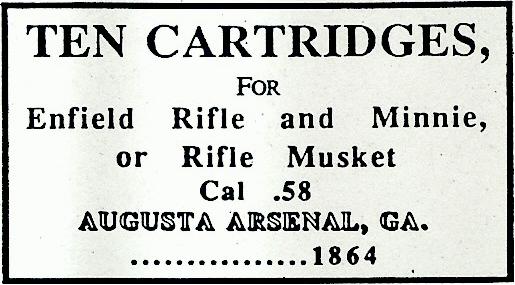 TEN CARTRIDGES,
FOR
Enfield Rifle and Minnie,
or Rifle Musket
Cal .58
AUGUSTA ARSENAL, GA.
................1864